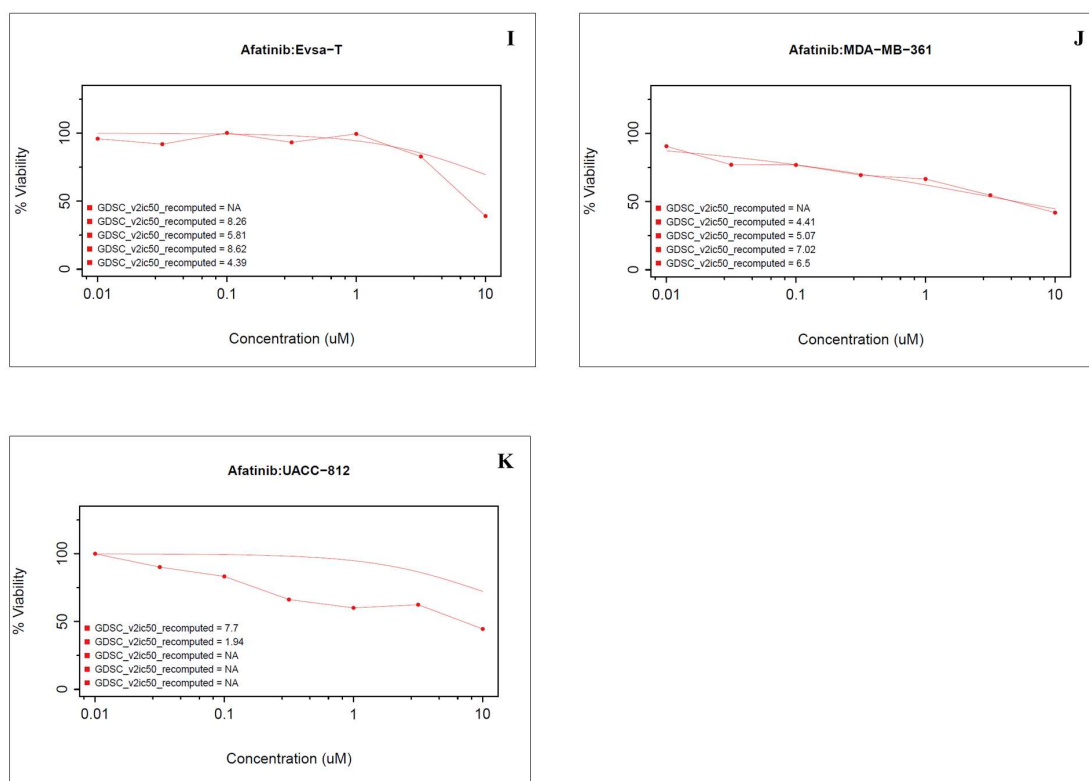 I
Afatinib:Evsa−T
% Viability
100
50
0
GDSC_v2ic50_recomputed = NA
GDSC_v2ic50_recomputed = 8.26
GDSC_v2ic50_recomputed = 5.81
GDSC_v2ic50_recomputed = 8.62
GDSC_v2ic50_recomputed = 4.39
0.01 0.1 1 10
Concentration (uM)
J
Afatinib:MDA−MB−361
% Viability
100
50
0
GDSC_v2ic50_recomputed = NA
GDSC_v2ic50_recomputed = 4.41
GDSC_v2ic50_recomputed = 5.07
GDSC_v2ic50_recomputed = 7.02
GDSC_v2ic50_recomputed = 6.5
0.01 0.1 1 10
Concentration (uM)
K
Afatinib:UACC−812
% Viability
100
50
0
GDSC_v2ic50_recomputed = 7.7
GDSC_v2ic50_recomputed = 1.94
GDSC_v2ic50_recomputed = NA
GDSC_v2ic50_recomputed = NA
GDSC_v2ic50_recomputed = NA
0.01 0.1 1 10
Concentration (uM)